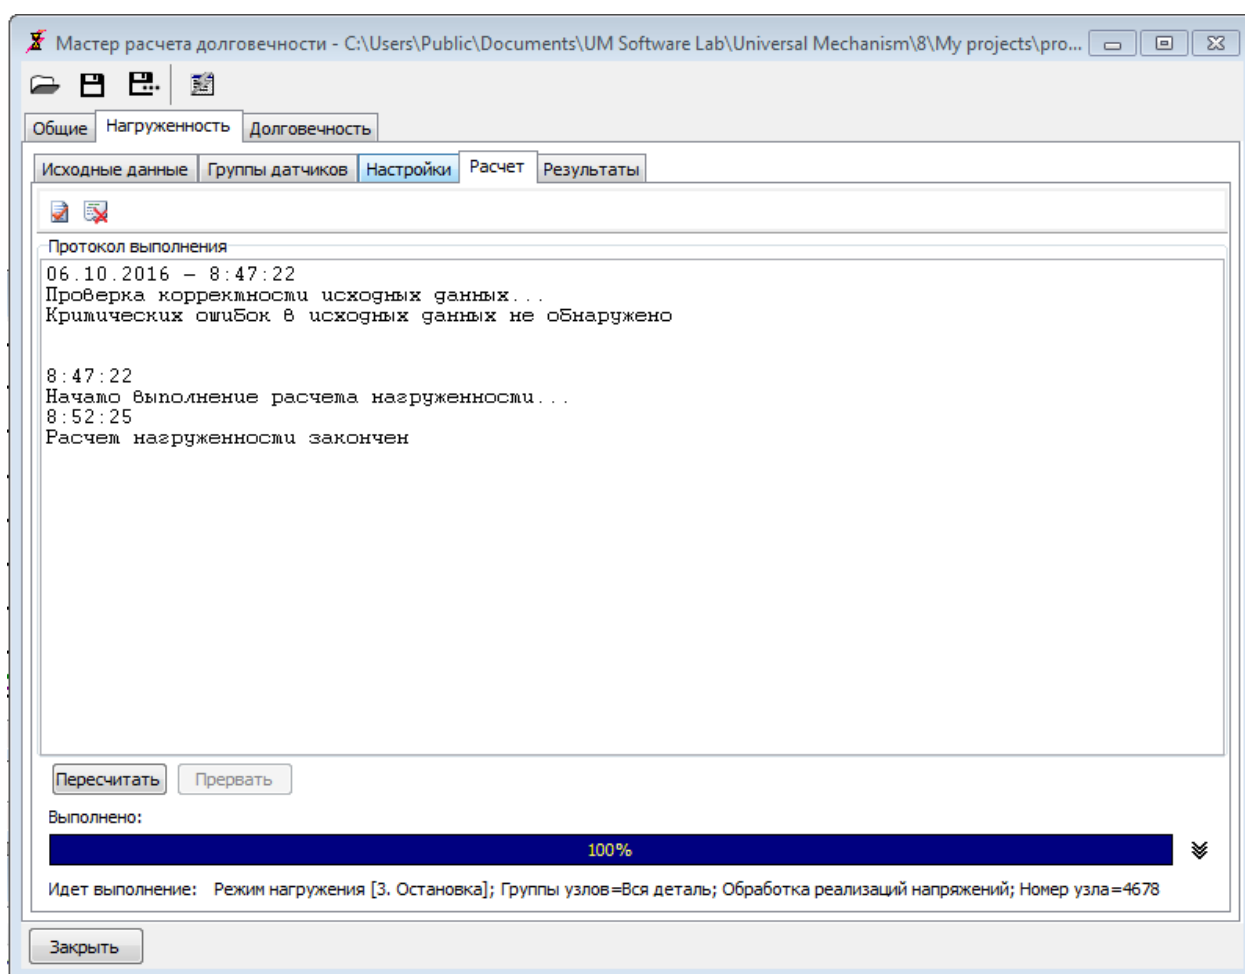 Мастер расчета долговечности - C:\Users\Public\Documents\UM Software Lab\Universal Mechanism\8\My projects\pro...
Общие Нагруженность Долговечность
Исходные данные Группы датчиков Настройки Расчет Результаты
Протокол выполнения
06.10.2016 – 8:47:22
Проверка корректности исходных данных...
Критических ошибок в исходных данных не обнаружено
8:47:22
Начато выполнение расчета нагруженности...
8:52:25
Расчет нагруженности закончен
Пересчитать Прервать
Выполнено:
100%
Идет выполнение: Режим нагружения [3. Остановка]; Группы узлов=Вся деталь; Обработка реализаций напряжений; Номер узла=4678
Закрыть